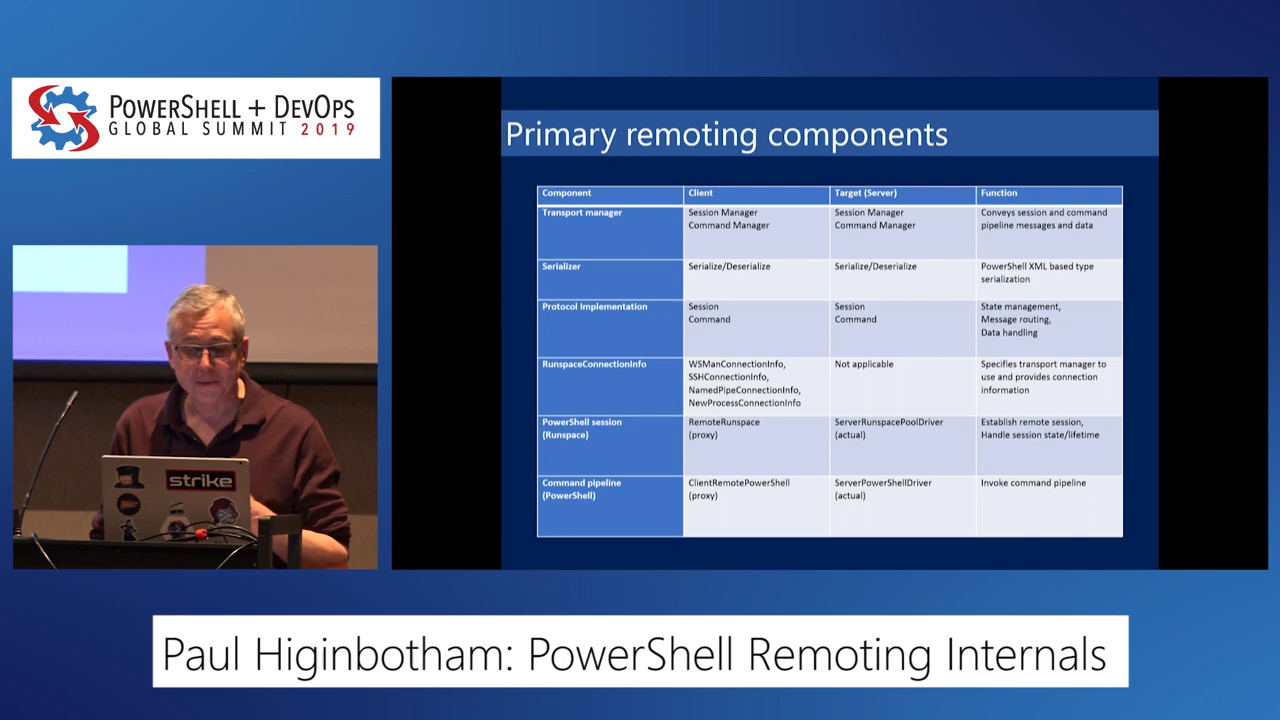 POWERSHELL + DEVOPS
GLOBAL SUMMIT 2019
Primary remoting components
Component Client Target (Server) Function
Transport manager
Session Manager
Command Manager
Session Manager
Command Manager
Conveys session and command
pipeline messages and data
Serializer
Serialize/Deserialize
Serialize/Deserialize
PowerShell XML based type
serialization
Protocol Implementation
Session
Command
Session
Command
State management,
Message routing,
Data handling
RunspaceConnectionInfo
WSManConnectionInfo,
SSHConnectionInfo,
NamedPipeConnectionInfo,
NewProcessConnectionInfo
Not applicable
Specifies transport manager to
use and provides connection
information
PowerShell session
(Runspace)
RemoteRunspace
(proxy)
ServerRunspacePoolDriver
(actual)
Establish remote session,
Handle session state/lifetime
Command pipeline
(PowerShell)
ClientRemotePowerShell
(proxy)
ServerPowerShellDriver
(actual)
Invoke command pipeline
strike
Paul Higinbotham: PowerShell Remoting Internals